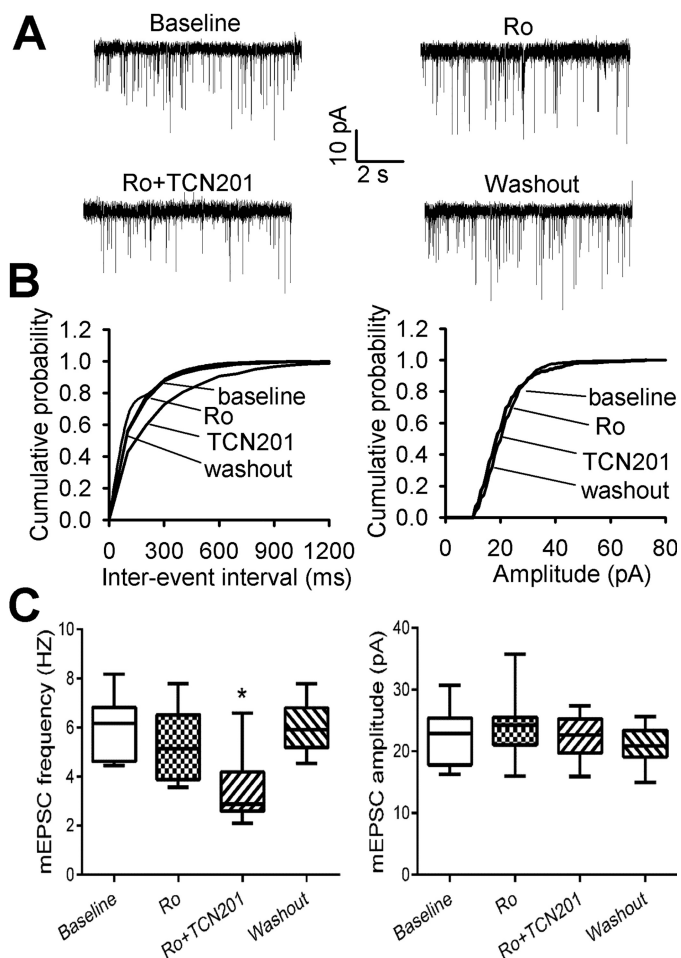 A
Baseline
Ro
10 pA
2 s
Ro+TCN201
Washout
B
Cumulative probability
1.2
1.0
0.8
0.6
0.4
0.2
0.0
baseline
Ro
TCN201
washout
0 300 600 900 1200
Inter-event interval (ms)
Cumulative probability
1.2
1.0
0.8
0.6
0.4
0.2
0.0
baseline
Ro
TCN201
washout
0 20 40 60 80
Amplitude (pA)
C
mEPSC frequency (HZ)
10
8
6
4
2
0
*
Baseline
Ro
Ro+TCN201
Washout
mEPSC amplitude (pA)
40
30
20
10
0
Baseline
Ro
Ro+TCN201
Washout